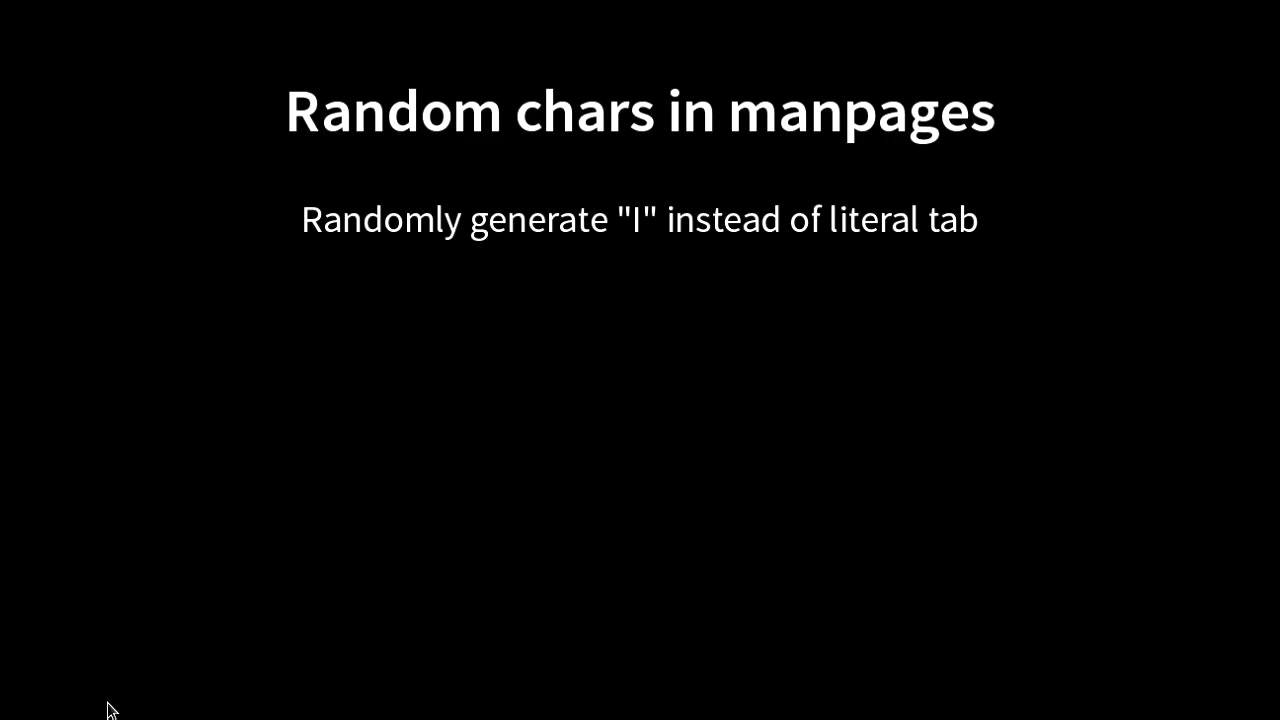 Random chars in manpages
Randomly generate "I" instead of literal tab